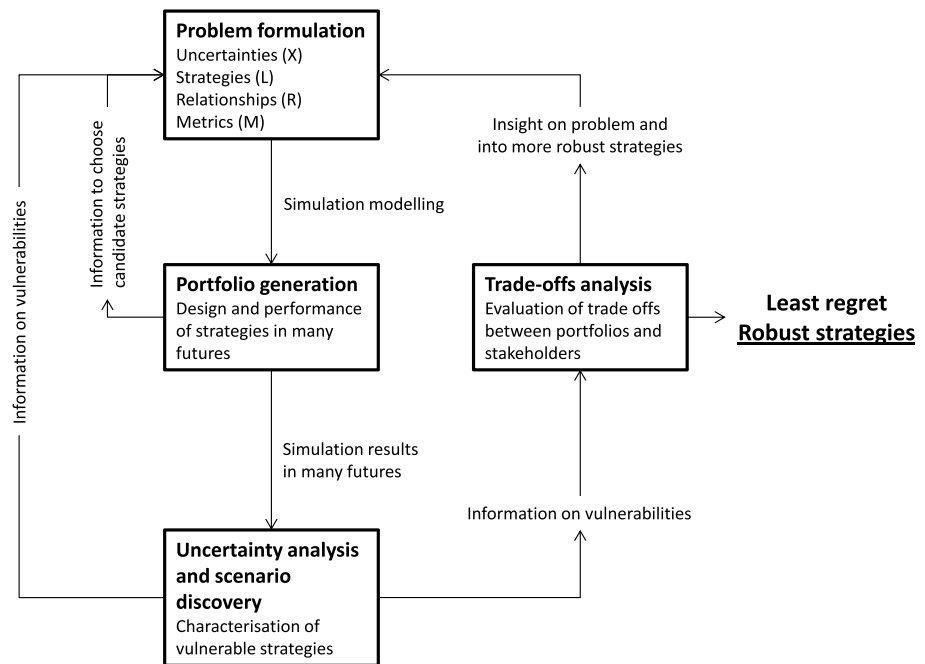 Problem formulation
Uncertainties (X)
Strategies (L)
Relationships (R)
Metrics (M)
Information on vulnerabilities
Information to choose
candidate strategies
Simulation modelling
Insight on problem and
into more robust strategies
Portfolio generation
Design and performance
of strategies in many
futures
Trade-offs analysis
Evaluation of trade offs
between portfolios and
stakeholders
Least regret
Robust strategies
Simulation results
in many futures
Information on vulnerabilities
Uncertainty analysis
and scenario
discovery
Characterisation of
vulnerable strategies